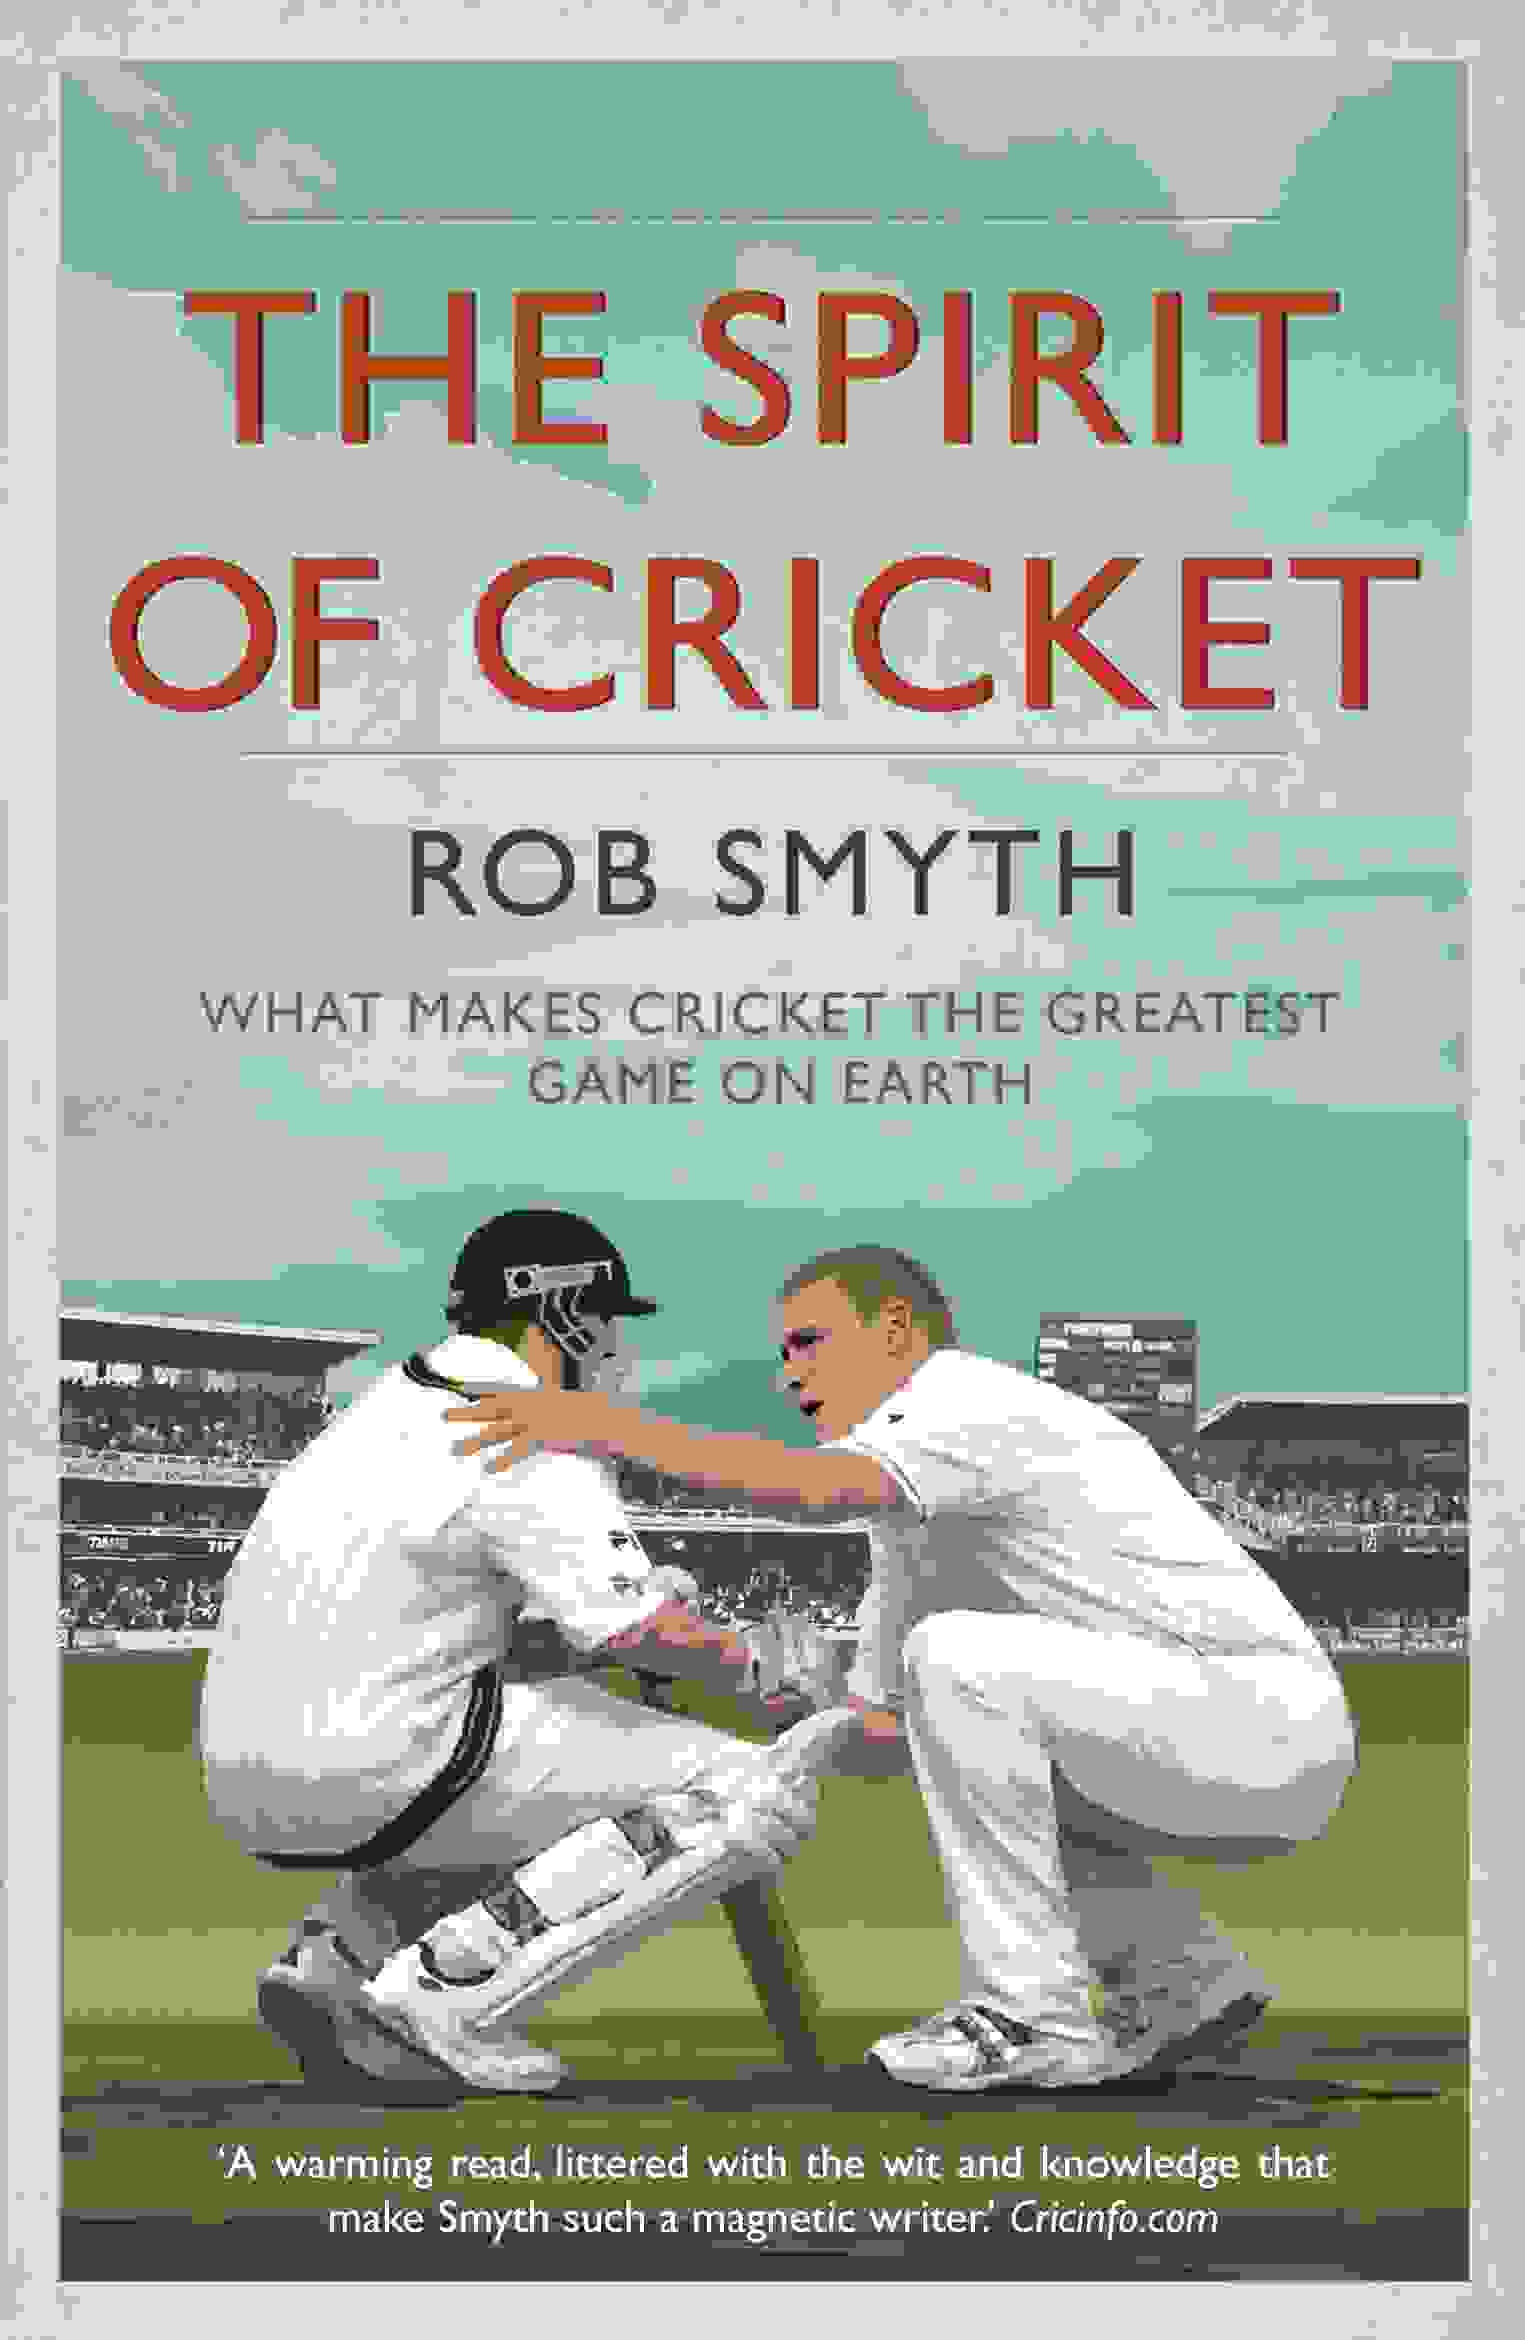 THE SPIRIT
OF CRICKET
ROB SMYTH
WHAT MAKES CRICKET THE GREATEST
GAME ON EARTH
‘A warming read, littered with the wit and knowledge that
make Smyth such a magnetic writer.’ Cricinfo.com